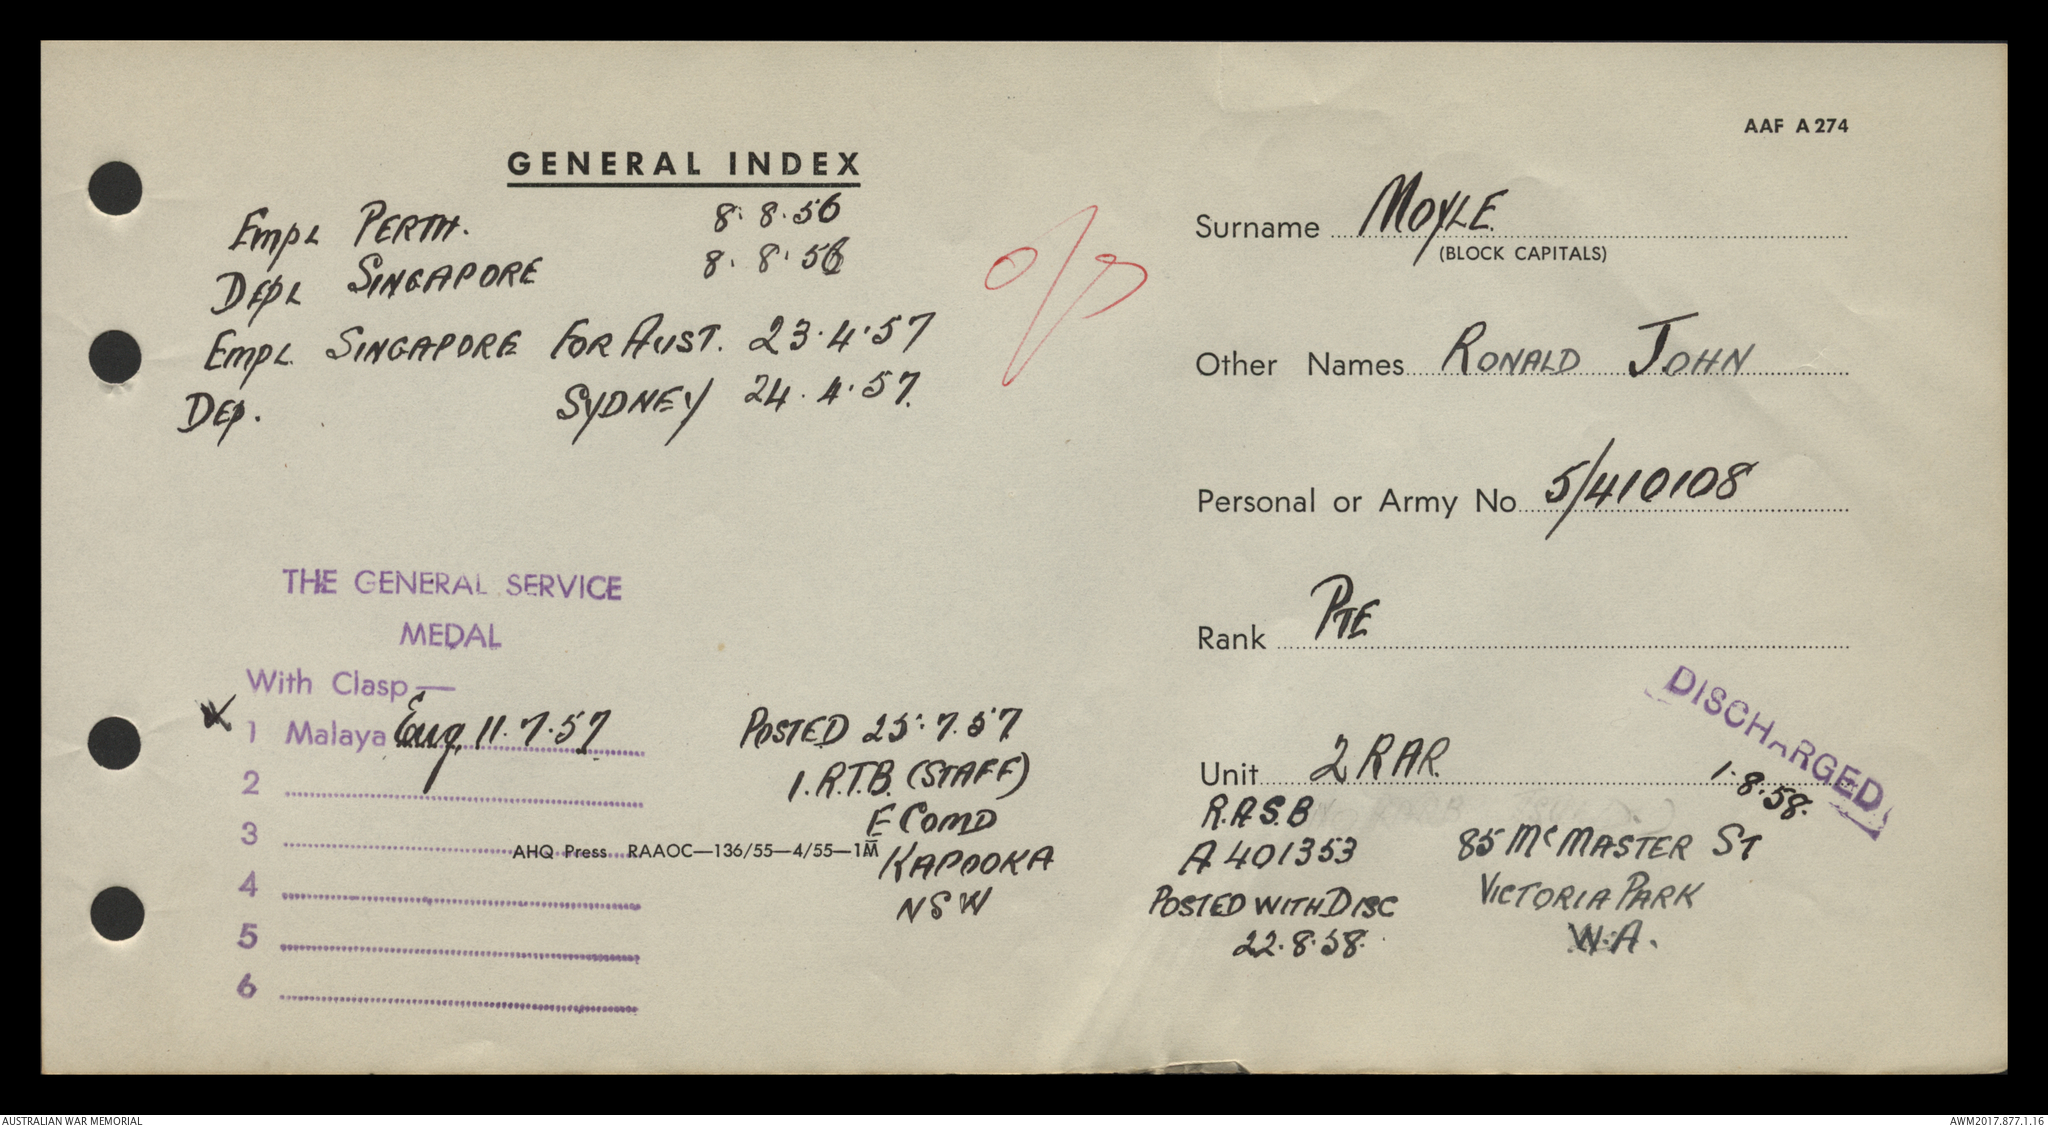 GENERAL INDEX
Empl PERTH. 8.8.56
DEPL SINGAPORE 8.8.56
Empl. SINGAPORE FOR AUST. 23.4.57
DEP. SYDNEY 24.4.57.
THE GENERAL SERVICE
MEDAL
With Clasp—
1 Malaya Eng. 11.7.57
2
3
4
5
6
POSTED 25.7.57
1.R.T.B. (STAFF)
E COMD
KAPOOKA
NSW
AHQ Press RAAOC—136/55—4/55—1M
AAF A274
Surname MOYLE
(BLOCK CAPITALS)
Other Names RONALD JOHN
Personal or Army No 5/410108
Rank PTE
Unit 2 RAR.
DISCHARGED
1.8.58.
R.A.S.B
A401353
POSTED WITH DISC
22.8.58.
85 McMASTER ST
VICTORIA PARK
W.A.
AUSTRALIAN WAR MEMORIAL
AWM2017.877.1.16